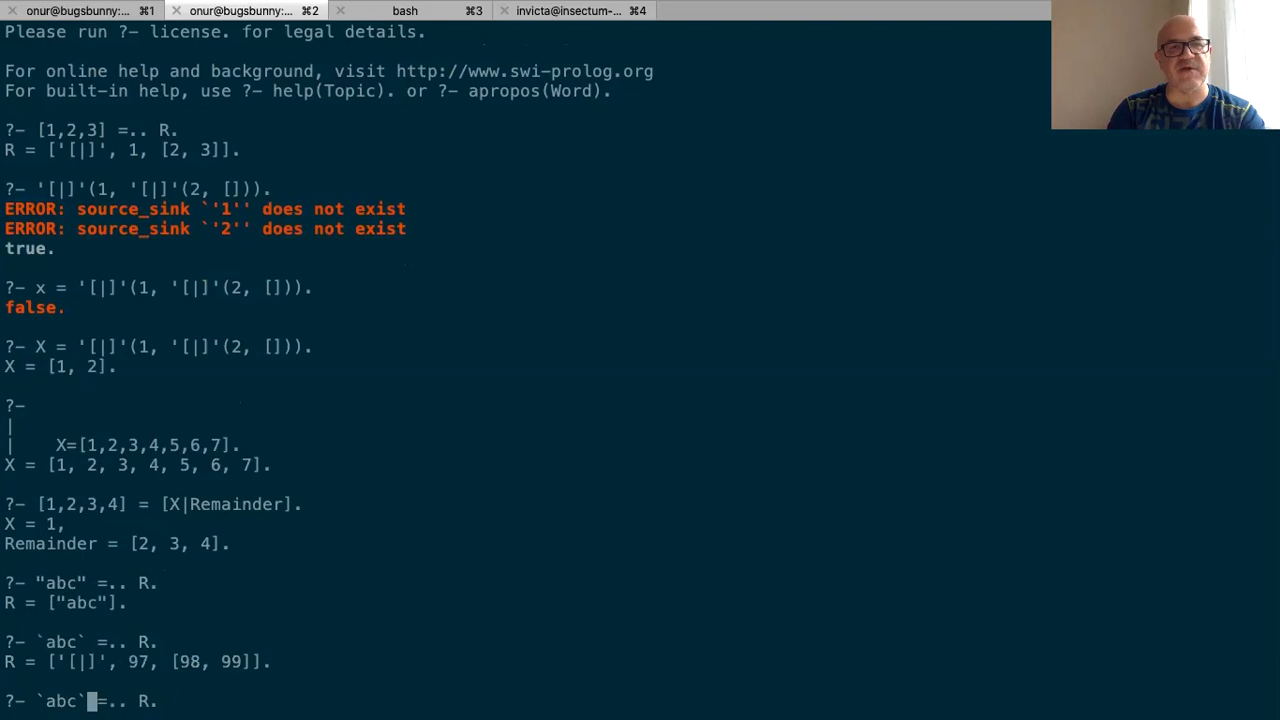 onur@bugsbunny:... ⌘1
onur@bugsbunny:... ⌘2
bash ⌘3
invicta@insectum-... ⌘4
Please run ?- license. for legal details.
For online help and background, visit http://www.swi-prolog.org
For built-in help, use ?- help(Topic). or ?- apropos(Word).
?- [1,2,3] =.. R.
R = ['[|]', 1, [2, 3]].
?- '[|]'(1, '[|]'(2, [])).
ERROR: source_sink `'1'' does not exist
ERROR: source_sink `'2'' does not exist
true.
?- x = '[|]'(1, '[|]'(2, [])).
false.
?- X = '[|]'(1, '[|]'(2, [])).
X = [1, 2].
?-
|
|    X=[1,2,3,4,5,6,7].
X = [1, 2, 3, 4, 5, 6, 7].
?- [1,2,3,4] = [X|Remainder].
X = 1,
Remainder = [2, 3, 4].
?- "abc" =.. R.
R = ["abc"].
?- `abc` =.. R.
R = ['[|]', 97, [98, 99]].
?- `abc` =.. R.